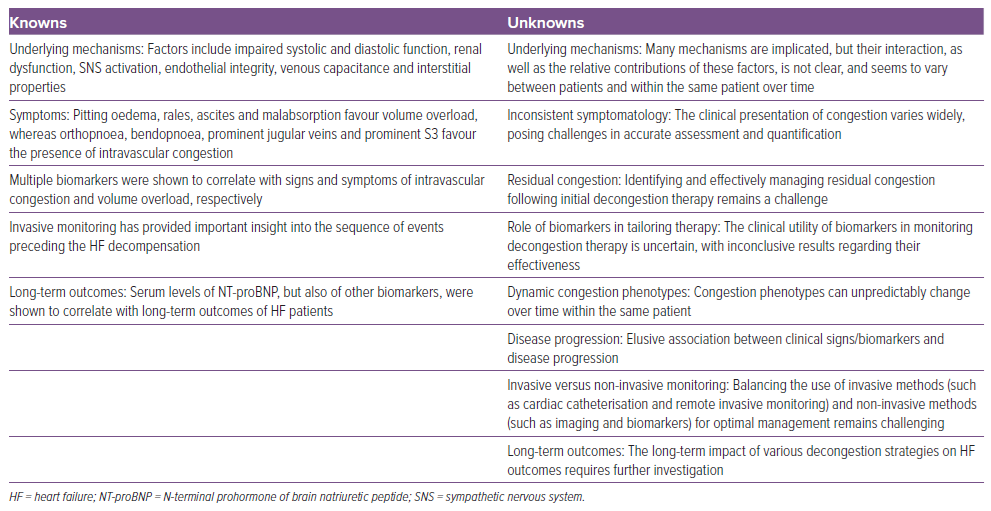 Knowns
Unknowns
Underlying mechanisms: Factors include impaired systolic and diastolic function, renal
dysfunction, SNS activation, endothelial integrity, venous capacitance and interstitial
properties
Underlying mechanisms: Many mechanisms are implicated, but their interaction, as
well as the relative contributions of these factors, is not clear, and seems to vary
between patients and within the same patient over time
Symptoms: Pitting oedema, rales, ascites and malabsorption favour volume overload,
whereas orthopnoea, bendopnoea, prominent jugular veins and prominent S3 favour
the presence of intravascular congestion
Inconsistent symptomatology: The clinical presentation of congestion varies widely,
posing challenges in accurate assessment and quantification
Multiple biomarkers were shown to correlate with signs and symptoms of intravascular
congestion and volume overload, respectively
Residual congestion: Identifying and effectively managing residual congestion
following initial decongestion therapy remains a challenge
Invasive monitoring has provided important insight into the sequence of events
preceding the HF decompensation
Role of biomarkers in tailoring therapy: The clinical utility of biomarkers in monitoring
decongestion therapy is uncertain, with inconclusive results regarding their
effectiveness
Long-term outcomes: Serum levels of NT-proBNP, but also of other biomarkers, were
shown to correlate with long-term outcomes of HF patients
Dynamic congestion phenotypes: Congestion phenotypes can unpredictably change
over time within the same patient
Disease progression: Elusive association between clinical signs/biomarkers and
disease progression
Invasive versus non-invasive monitoring: Balancing the use of invasive methods (such
as cardiac catheterisation and remote invasive monitoring) and non-invasive methods
(such as imaging and biomarkers) for optimal management remains challenging
Long-term outcomes: The long-term impact of various decongestion strategies on HF
outcomes requires further investigation
HF = heart failure; NT-proBNP = N-terminal prohormone of brain natriuretic peptide; SNS = sympathetic nervous system.